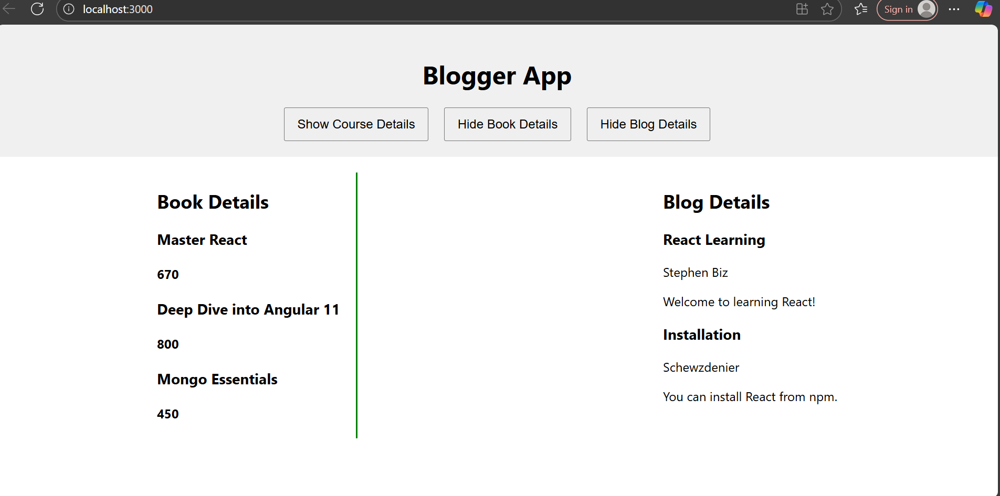 localhost:3000
Sign in
Blogger App
Show Course Details
Hide Book Details
Hide Blog Details
Book Details
Master React
670
Deep Dive into Angular 11
800
Mongo Essentials
450
Blog Details
React Learning
Stephen Biz
Welcome to learning React!
Installation
Schewzdenier
You can install React from npm.